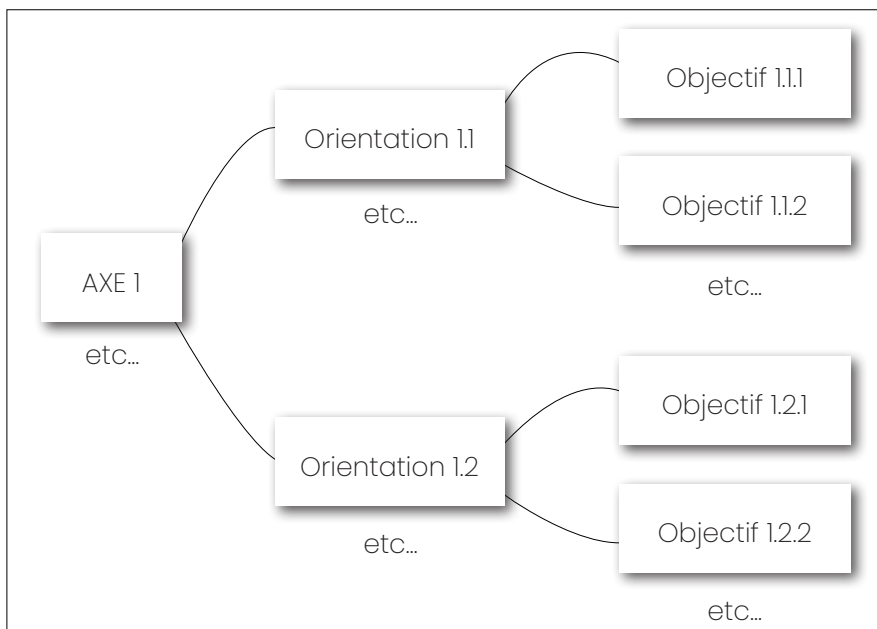 Objectif 1.1.1
Orientation 1.1
Objectif 1.1.2
etc...
AXE 1
etc...
etc...
Objectif 1.2.1
Orientation 1.2
Objectif 1.2.2
etc...
etc...